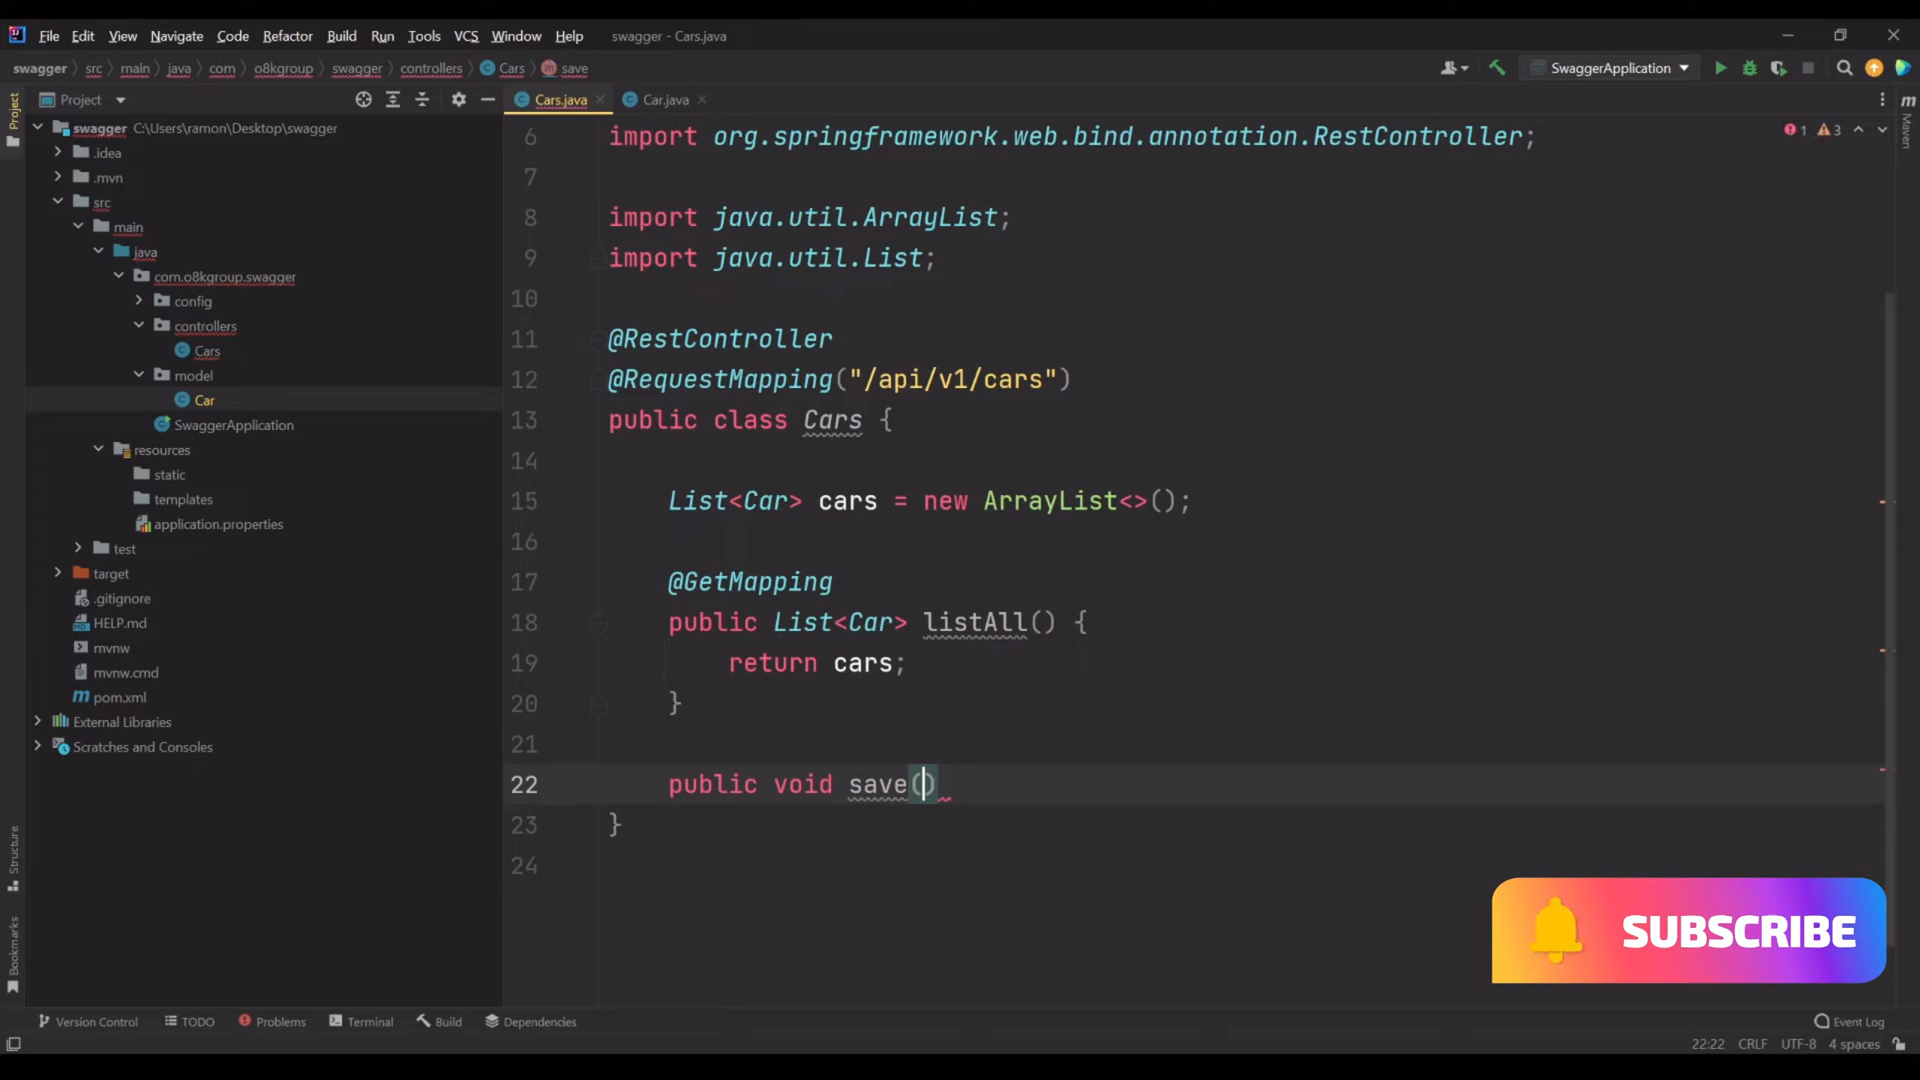 File Edit View Navigate Code Refactor Build Run Tools VCS Window Help swagger - Cars.java
swagger src main java com o8kgroup swagger controllers Cars save SwaggerApplication
Project Cars.java Car.java
Project
swagger C:\Users\ramon\Desktop\swagger
.idea
.mvn
src
main
java
com.o8kgroup.swagger
config
controllers
Cars
model
Car
SwaggerApplication
resources
static
templates
application.properties
test
target
.gitignore
HELP.md
mvnw
mvnw.cmd
pom.xml
External Libraries
Scratches and Consoles
Structure
Bookmarks
6 import org.springframework.web.bind.annotation.RestController;
7
8 import java.util.ArrayList;
9 import java.util.List;
10
11 @RestController
12 @RequestMapping("/api/v1/cars")
13 public class Cars {
14
15 List<Car> cars = new ArrayList<>();
16
17 @GetMapping
18 public List<Car> listAll() {
19 return cars;
20 }
21
22 public void save()
23 }
24
1 3
Maven
SUBSCRIBE
Version Control TODO Problems Terminal Build Dependencies Event Log
22:22 CRLF UTF-8 4 spaces